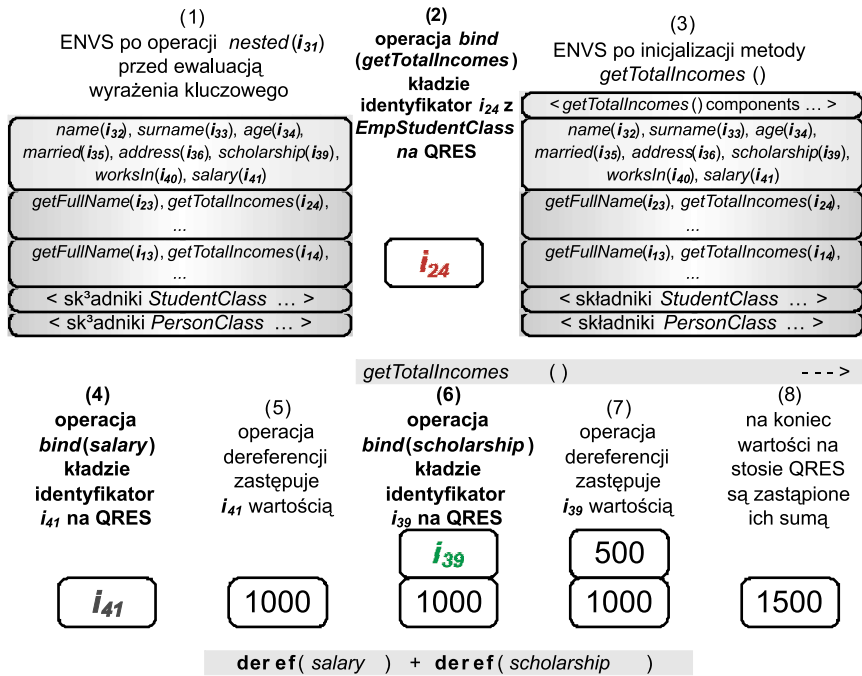 (1)
ENVS po operacji nested(i31)
przed ewaluacją
wyrażenia kluczowego
name(i32), surname(i33), age(i34),
married(i35), address(i36), scholarship(i39),
worksIn(i40), salary(i41)
getFullName(i23), getTotalIncomes(i24),
...
getFullName(i13), getTotalIncomes(i14),
...
< sk³adniki StudentClass ... >
< sk³adniki PersonClass ... >
(2)
operacja bind
(getTotalIncomes)
kładzie
identyfikator i24 z
EmpStudentClass
na QRES
i24
(3)
ENVS po inicjalizacji metody
getTotalIncomes ()
< getTotalIncomes() components ... >
name(i32), surname(i33), age(i34),
married(i35), address(i36), scholarship(i39),
worksIn(i40), salary(i41)
getFullName(i23), getTotalIncomes(i24),
...
getFullName(i13), getTotalIncomes(i14),
...
< składniki StudentClass ... >
< składniki PersonClass ... >
getTotalIncomes ( ) - - - >
(4)
operacja
bind(salary)
kładzie
identyfikator
i41 na QRES
i41
(5)
operacja
dereferencji
zastępuje
i41 wartością
1000
(6)
operacja
bind(scholarship)
kładzie
identyfikator
i39 na QRES
i39
1000
(7)
operacja
dereferencji
zastępuje
i39 wartością
500
1000
(8)
na koniec
wartości na
stosie QRES
są zastąpione
ich sumą
1500
der ef( salary ) + der ef( scholarship )